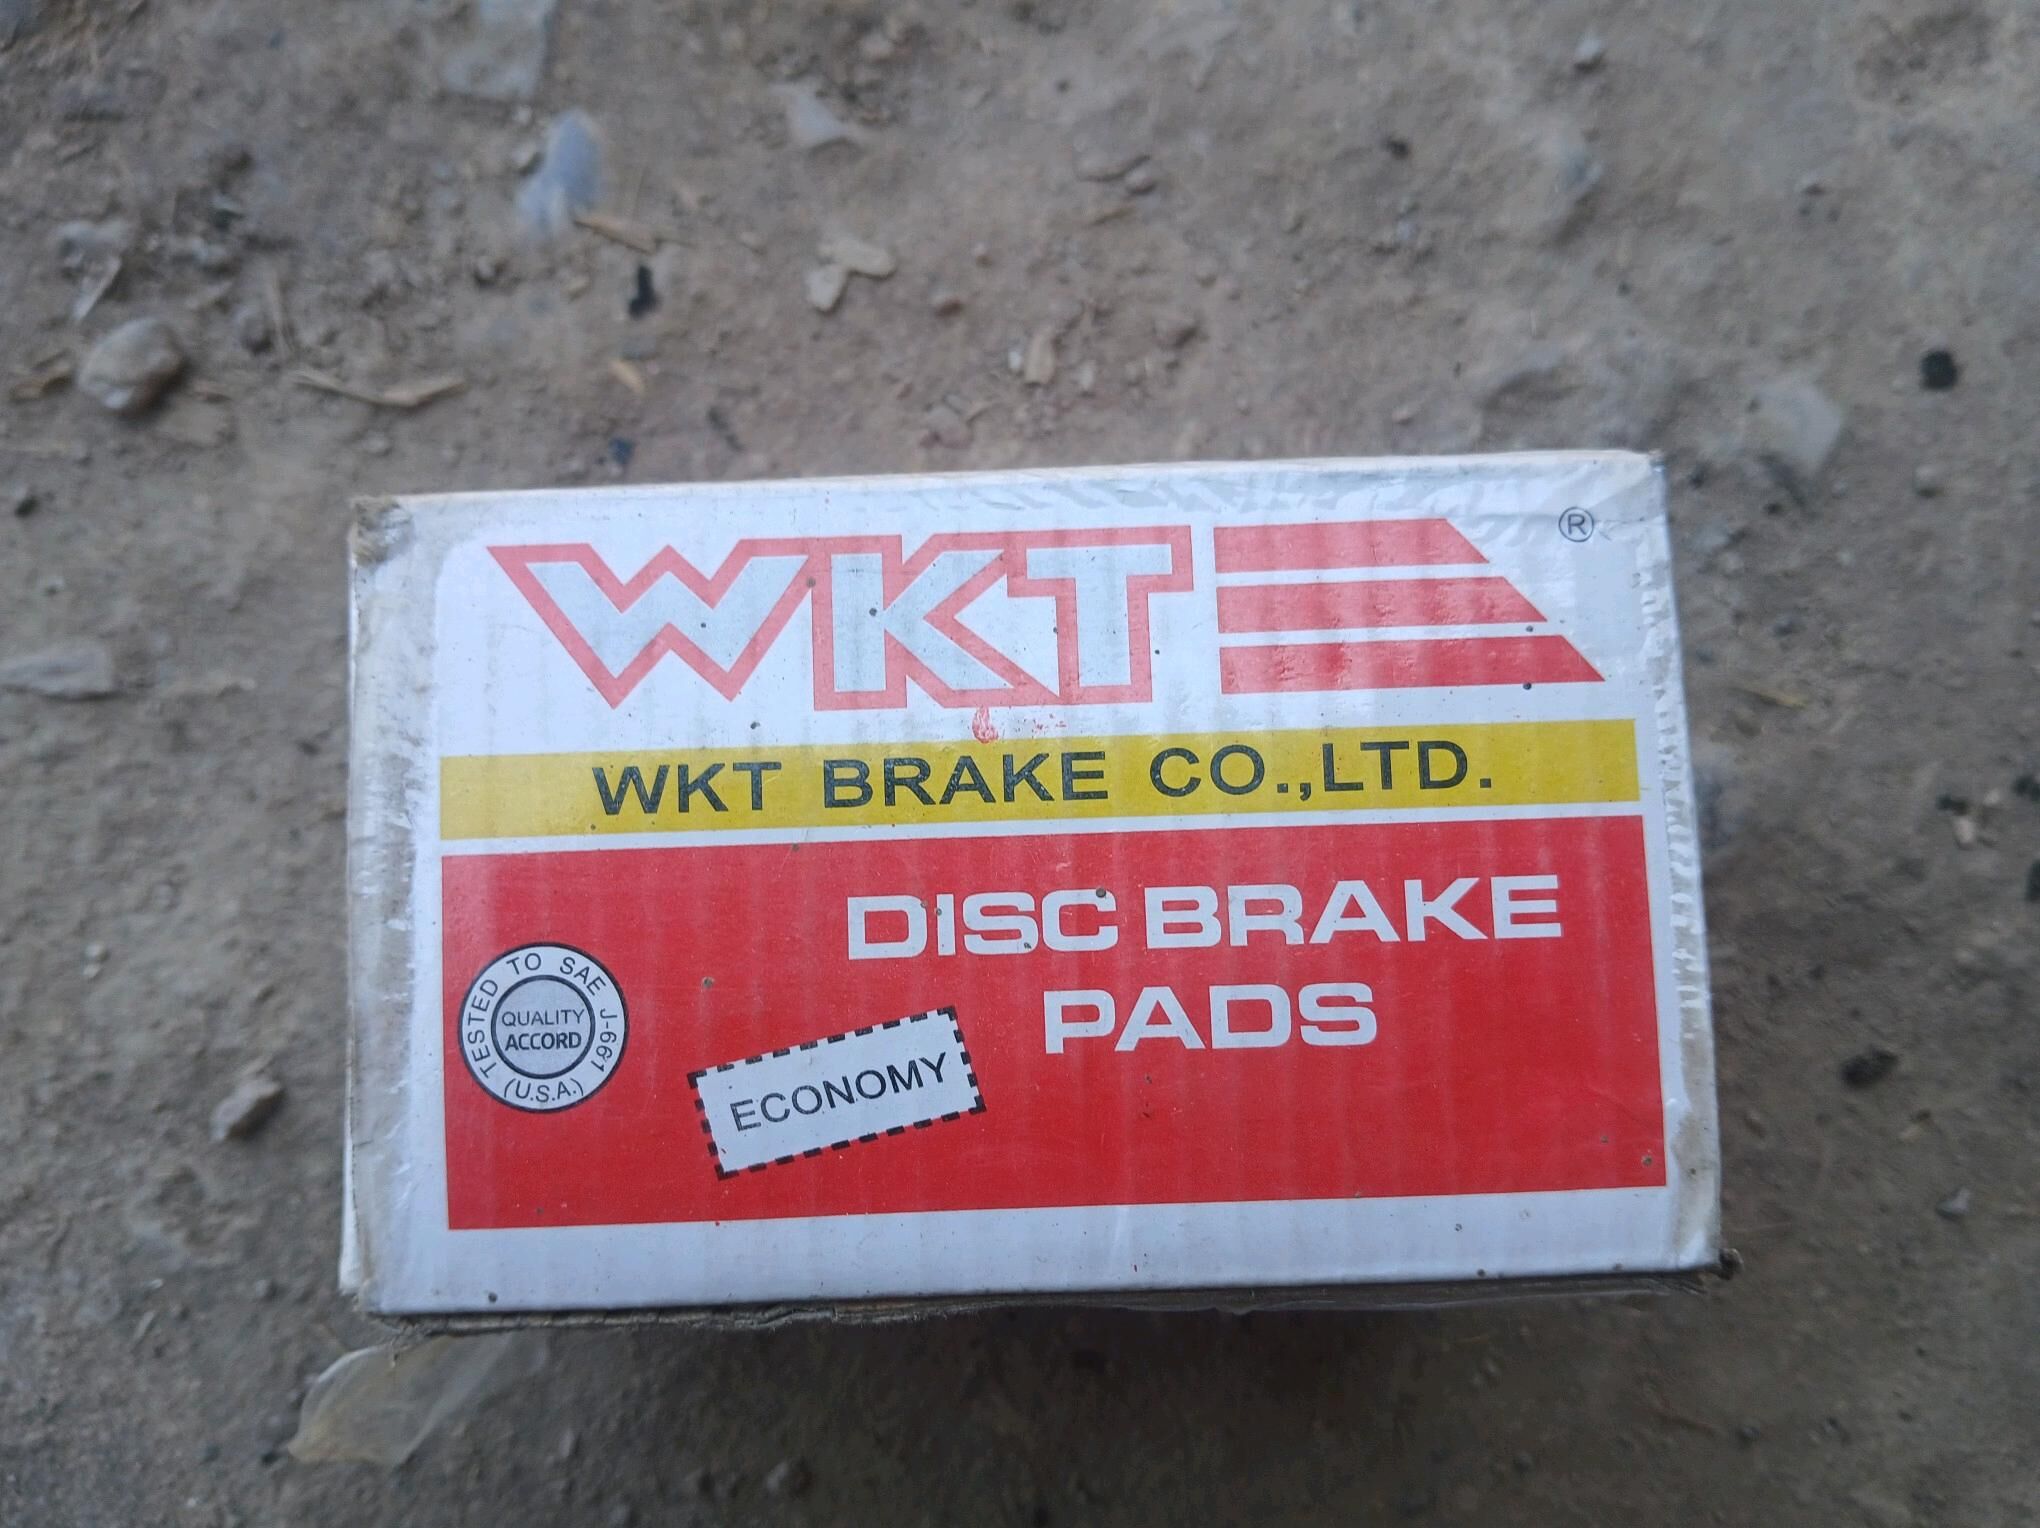 WKT
®
WKT BRAKE CO.,LTD.
DISC BRAKE
PADS
TESTED TO SAE J-661
(U.S.A.)
QUALITY
ACCORD
ECONOMY